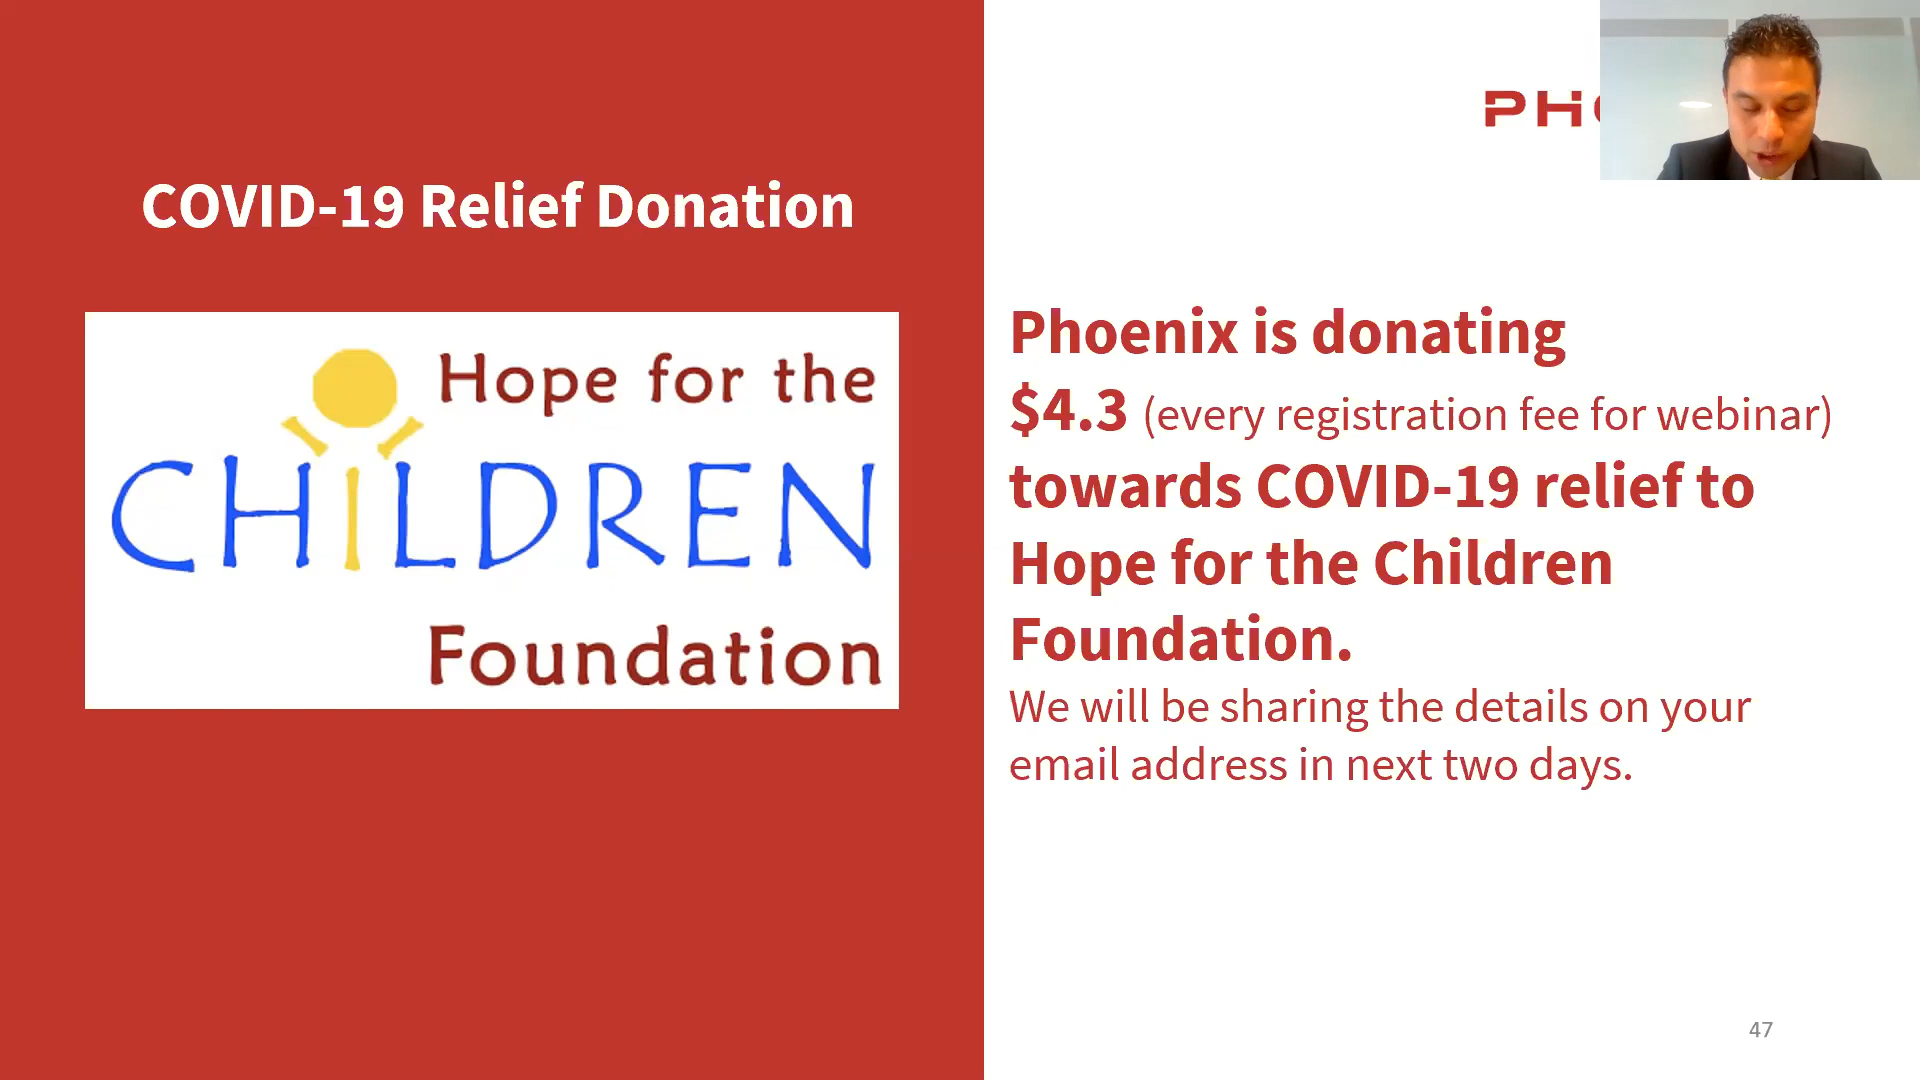 COVID-19 Relief Donation
Hope for the
CHILDREN
Foundation
Phoenix is donating
$4.3 (every registration fee for webinar)
towards COVID-19 relief to
Hope for the Children
Foundation.
We will be sharing the details on your
email address in next two days.
47